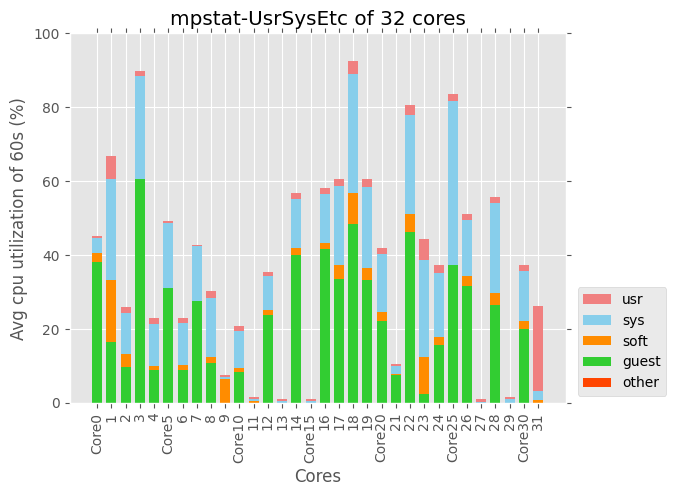 mpstat-UsrSysEtc of 32 cores
Avg cpu utilization of 60s (%)
100
80
60
40
20
0
Core0
1
2
3
4
Core5
6
7
8
9
Core10
11
12
13
14
Core15
16
17
18
19
Core20
21
22
23
24
Core25
26
27
28
29
Core30
31
Cores
usr
sys
soft
guest
other